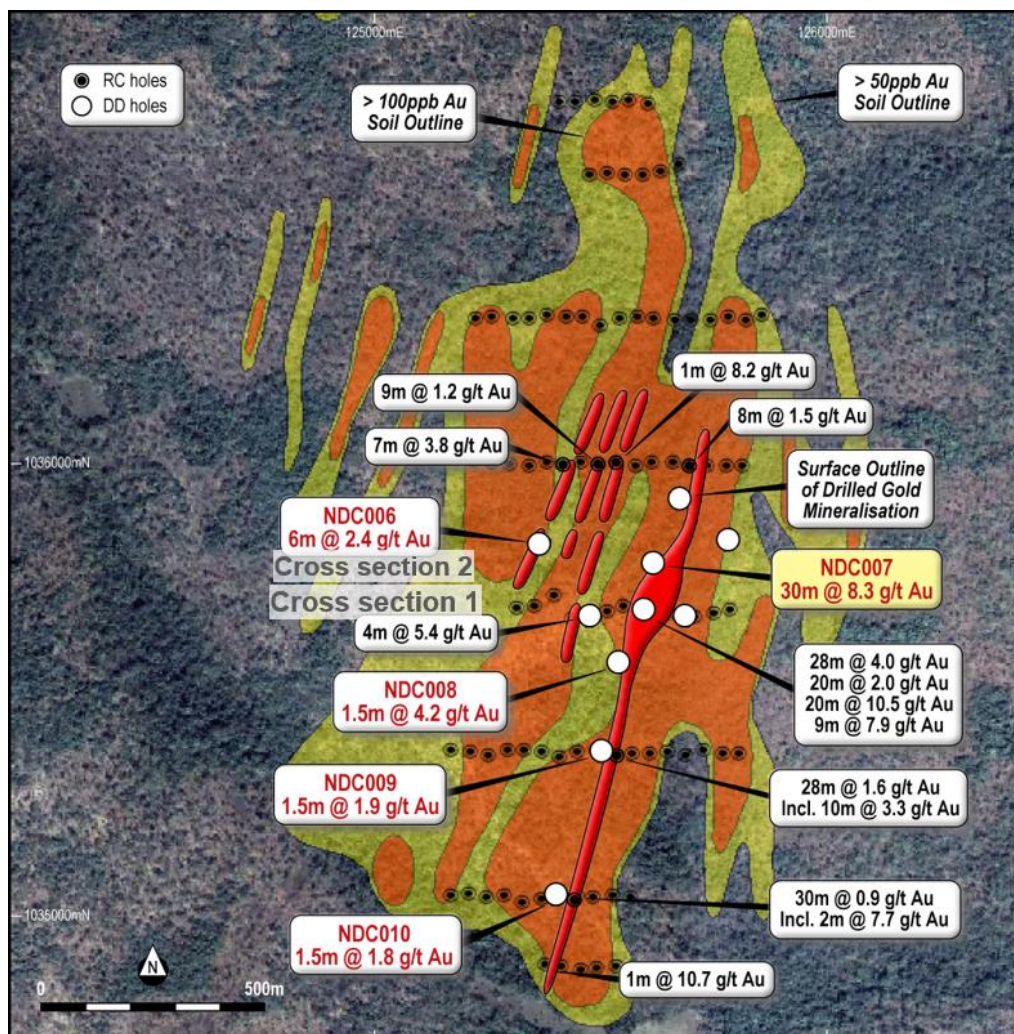 125000mE
126000mE
RC holes
DD holes
> 100ppb Au
Soil Outline
> 50ppb Au
Soil Outline
9m @ 1.2 g/t Au
1m @ 8.2 g/t Au
7m @ 3.8 g/t Au
8m @ 1.5 g/t Au
1036000mN
Surface Outline
of Drilled Gold
Mineralisation
NDC006
6m @ 2.4 g/t Au
Cross section 2
NDC007
30m @ 8.3 g/t Au
Cross section 1
4m @ 5.4 g/t Au
28m @ 4.0 g/t Au
20m @ 2.0 g/t Au
20m @ 10.5 g/t Au
9m @ 7.9 g/t Au
NDC008
1.5m @ 4.2 g/t Au
NDC009
1.5m @ 1.9 g/t Au
28m @ 1.6 g/t Au
Incl. 10m @ 3.3 g/t Au
1035000mN
30m @ 0.9 g/t Au
Incl. 2m @ 7.7 g/t Au
NDC010
1.5m @ 1.8 g/t Au
1m @ 10.7 g/t Au
N
0
500m